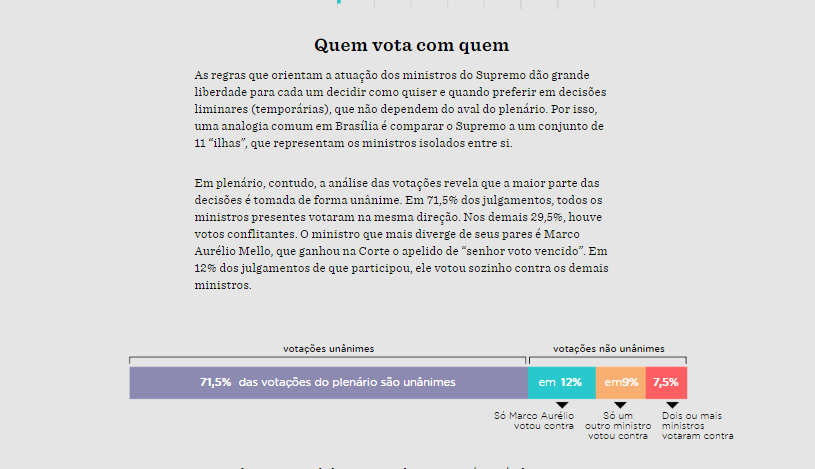 Quem vota com quem
As regras que orientam a atuação dos ministros do Supremo dão grande
liberdade para cada um decidir como quiser e quando preferir em decisões
liminares (temporárias), que não dependem do aval do plenário. Por isso,
uma analogia comum em Brasília é comparar o Supremo a um conjunto de
11 “ilhas”, que representam os ministros isolados entre si.
Em plenário, contudo, a análise das votações revela que a maior parte das
decisões é tomada de forma unânime. Em 71,5% dos julgamentos, todos os
ministros presentes votaram na mesma direção. Nos demais 29,5%, houve
votos conflitantes. O ministro que mais diverge de seus pares é Marco
Aurélio Mello, que ganhou na Corte o apelido de “senhor voto vencido”. Em
12% dos julgamentos de que participou, ele votou sozinho contra os demais
ministros.
votações unânimes
votações não unânimes
71,5% das votações do plenário são unânimes
em 12%
em9%
7,5%
Só Marco Aurélio
votou contra
Só um
outro ministro
votou contra
Dois ou mais
ministros
votaram contra